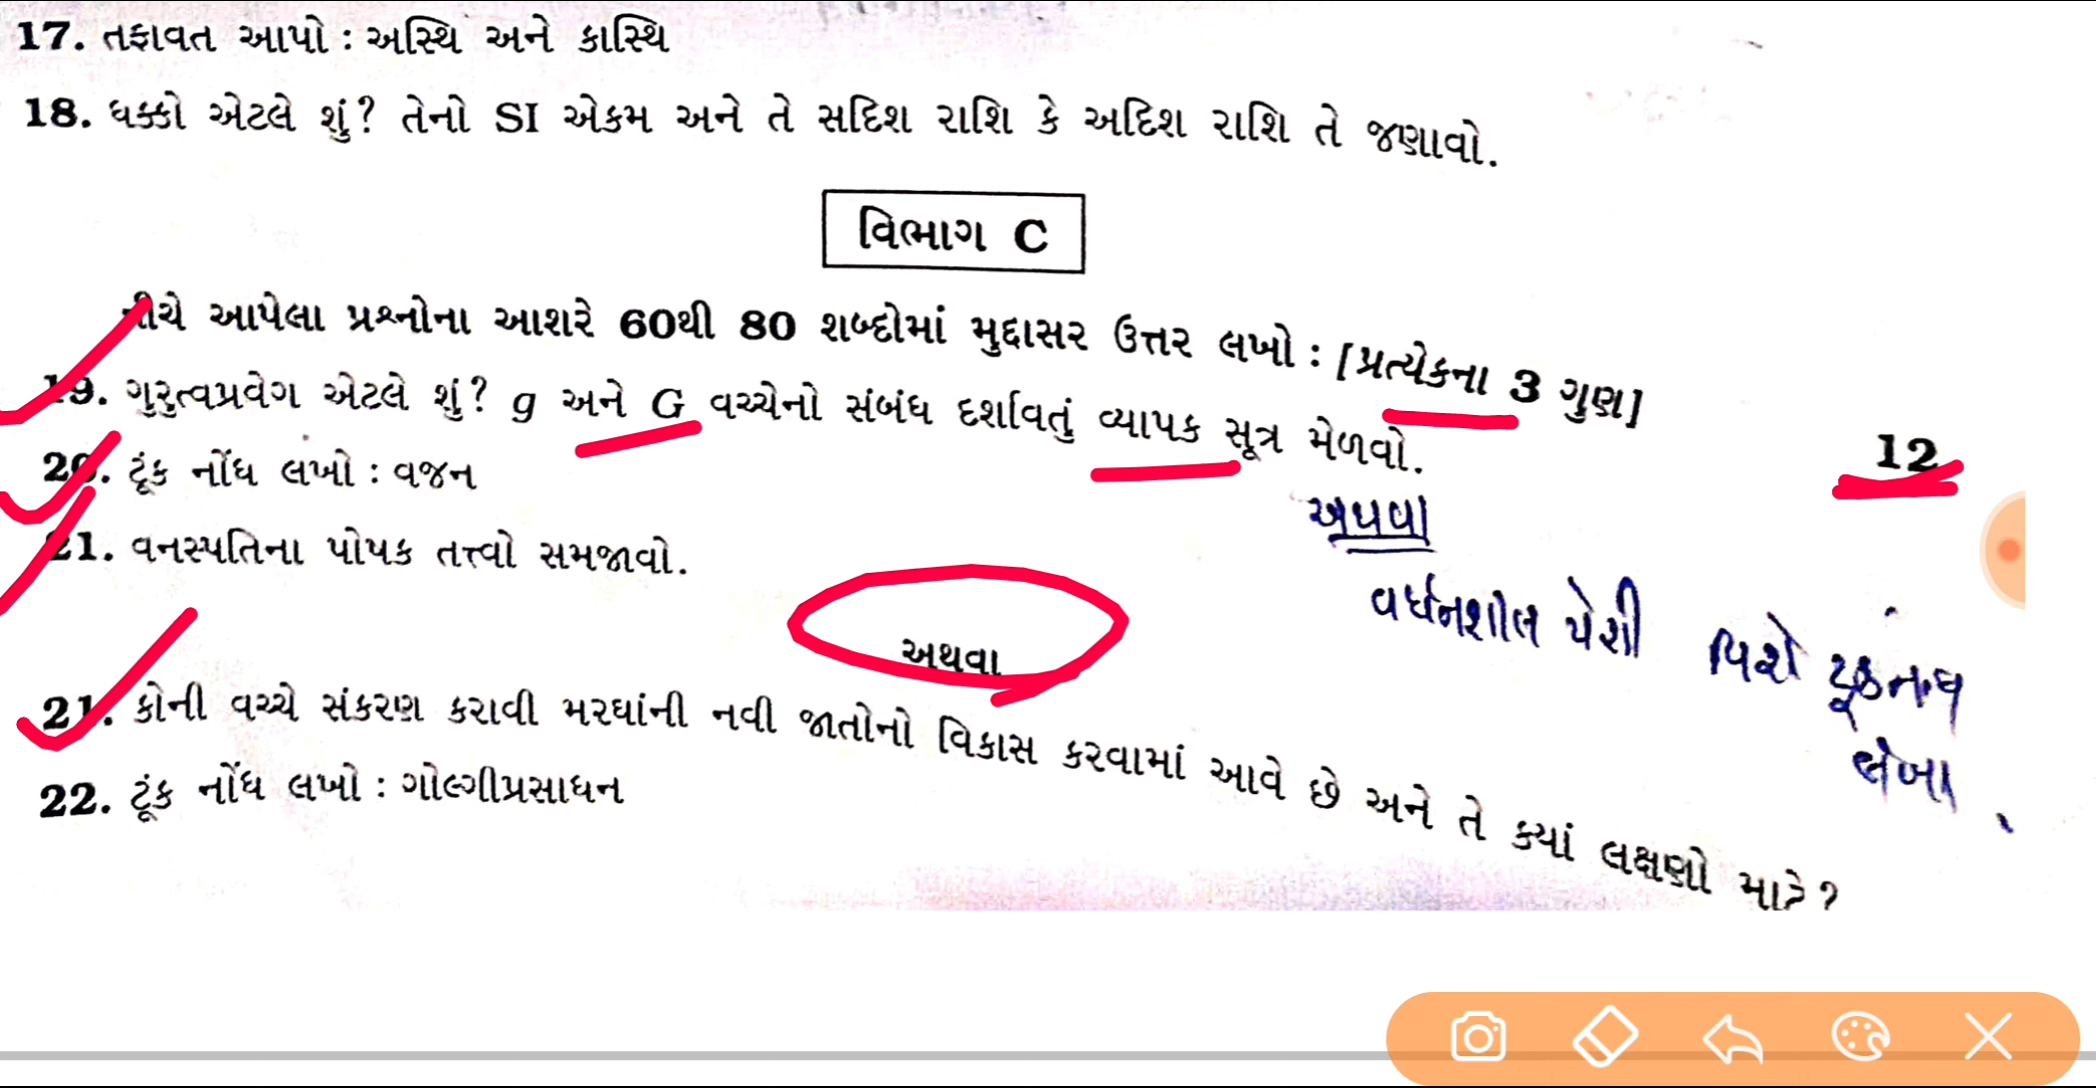 17. તફાવત આપો : અસ્થિ અને કાસ્થિ
18. ધક્કો એટલે શું? તેનો SI એકમ અને તે સદિશ રાશિ કે અદિશ રાશિ તે જણાવો.
વિભાગ C
નીચે આપેલા પ્રશ્નોના આશરે 60થી 80 શબ્દોમાં મુદ્દાસર ઉત્તર લખો : [પ્રત્યેકના 3 ગુણ]
12
19. ગુરુત્વપ્રવેગ એટલે શું? g અને G વચ્ચેનો સંબંધ દર્શાવતું વ્યાપક સૂત્ર મેળવો.
20. ટૂંક નોંધ લખો : વજન
અથવા
વર્ધનશીલ પેશી વિશે ટૂંકનોંધ
લખો.
21. વનસ્પતિના પોષક તત્ત્વો સમજાવો.
અથવા
21. કોની વચ્ચે સંકરણ કરાવી મરઘાંની નવી જાતોનો વિકાસ કરવામાં આવે છે અને તે ક્યાં લક્ષણો માટે?
22. ટૂંક નોંધ લખો : ગોલ્ગીપ્રસાધન